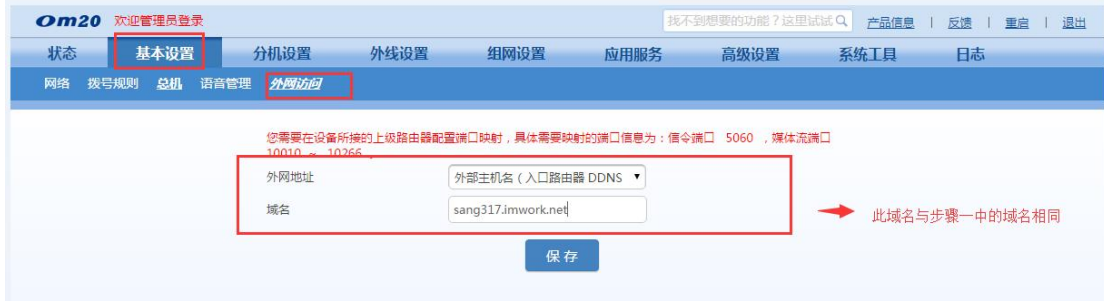 Om20 欢迎管理员登录 找不到想要的功能？这里试试 产品信息 | 反馈 | 重启 | 退出
状态 基本设置 分机设置 外线设置 组网设置 应用服务 高级设置 系统工具 日志
网络 拨号规则 总机 语音管理 外网访问
您需要在设备所接的上级路由器配置端口映射，具体需要映射的端口信息为：信令端口 5060 ，媒体流端口
10010 ~ 10266 ，
外网地址 外部主机名（入口路由器 DDNS
域名 sang317.imwork.net
此域名与步骤一中的域名相同
保存